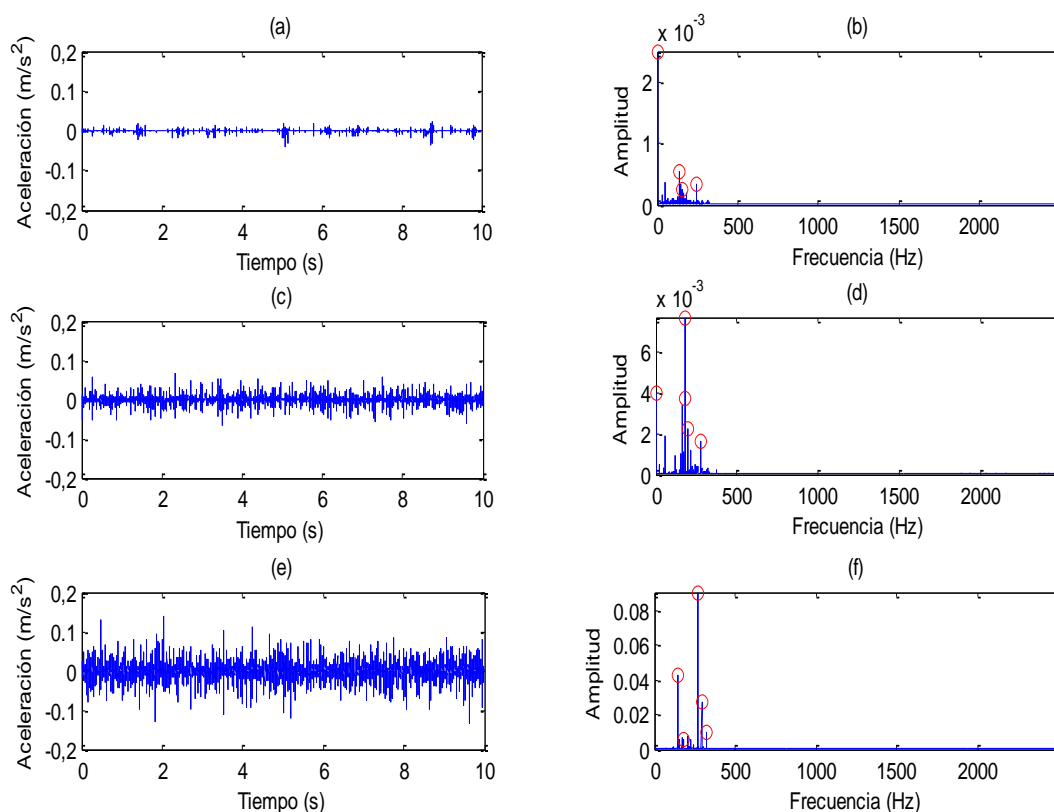 (a)
Aceleración (m/s²)
0,2
0.1
0
-0.1
-0,2
0 2 4 6 8 10
Tiempo (s)
(b)
x 10⁻³
Amplitud
2
1
0
0 500 1000 1500 2000
Frecuencia (Hz)
(c)
Aceleración (m/s²)
0,2
0.1
0
-0.1
-0,2
0 2 4 6 8 10
Tiempo (s)
(d)
x 10⁻³
Amplitud
6
4
2
0
0 500 1000 1500 2000
Frecuencia (Hz)
(e)
Aceleración (m/s²)
0,2
0.1
0
-0.1
-0,2
0 2 4 6 8 10
Tiempo (s)
(f)
Amplitud
0.08
0.06
0.04
0.02
0
0 500 1000 1500 2000
Frecuencia (Hz)